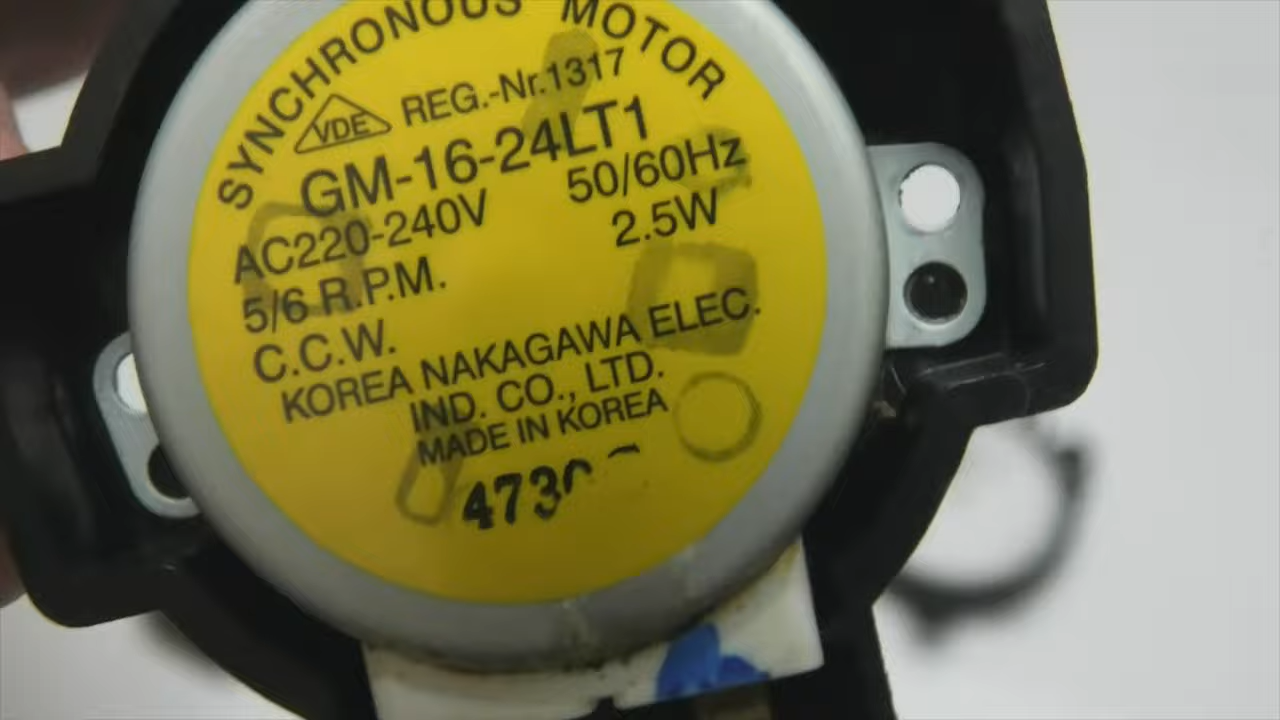 SYNCHRONOUS MOTOR
VDE REG.-Nr.1317
GM-16-24LT1
AC220-240V 50/60Hz
5/6 R.P.M. 2.5W
C.C.W.
KOREA NAKAGAWA ELEC.
IND. CO., LTD.
MADE IN KOREA